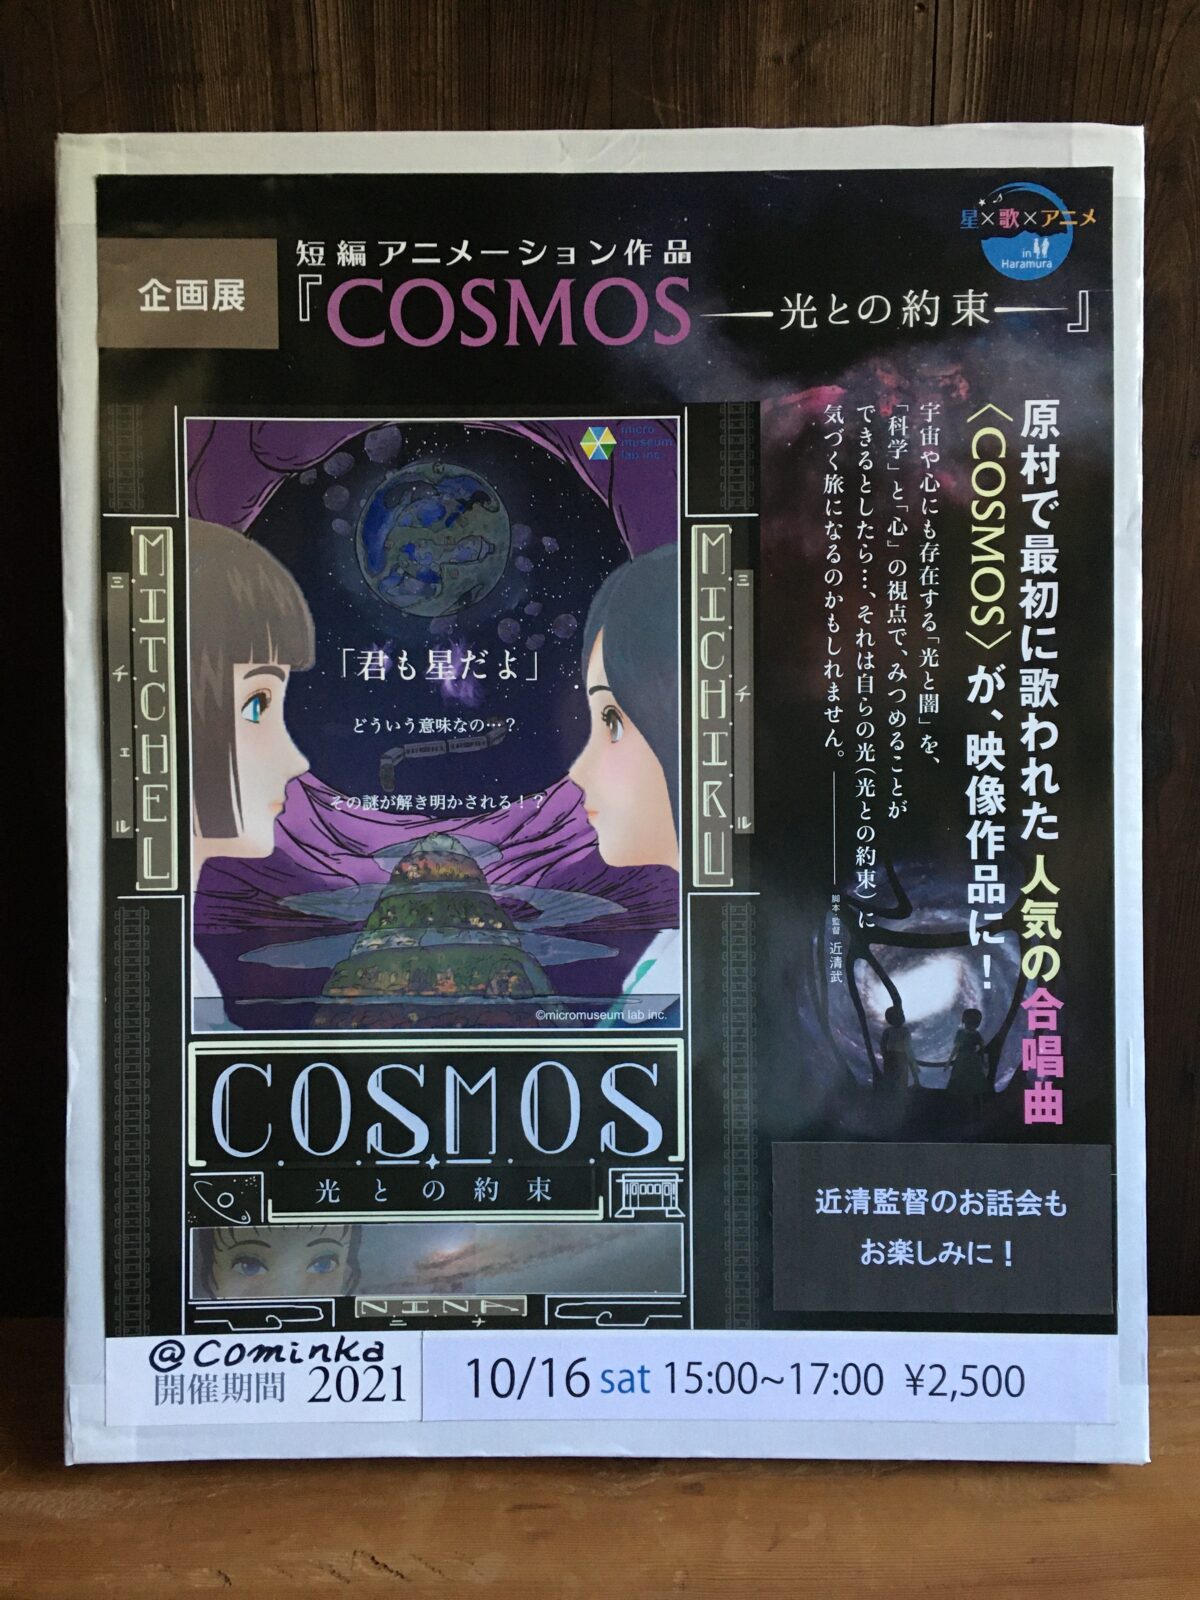 星×歌×アニメ
in
Haramura
企画展
短編アニメーション作品
『COSMOS―光との約束―』
原村で最初に歌われた人気の合唱曲
〈COSMOS〉が、映像作品に!
宇宙や心にも存在する「光と闇」を、
「科学」と「心」の視点で、みつめることが
できるとしたら…、それは自らの光(光との約束)に
気づく旅になるのかもしれません。
脚本・監督 近清武
micro
museum
lab inc.
MITCHEL
ミチェル
MICHIRU
ミチル
「君も星だよ」
どういう意味なの…?
その謎が解き明かされる!?
©micromuseum lab inc.
COSMOS
光との約束
NINA
ニナ
近清監督のお話会も
お楽しみに!
@Cominka
開催期間 2021
10/16 sat 15:00~17:00 ¥2,500